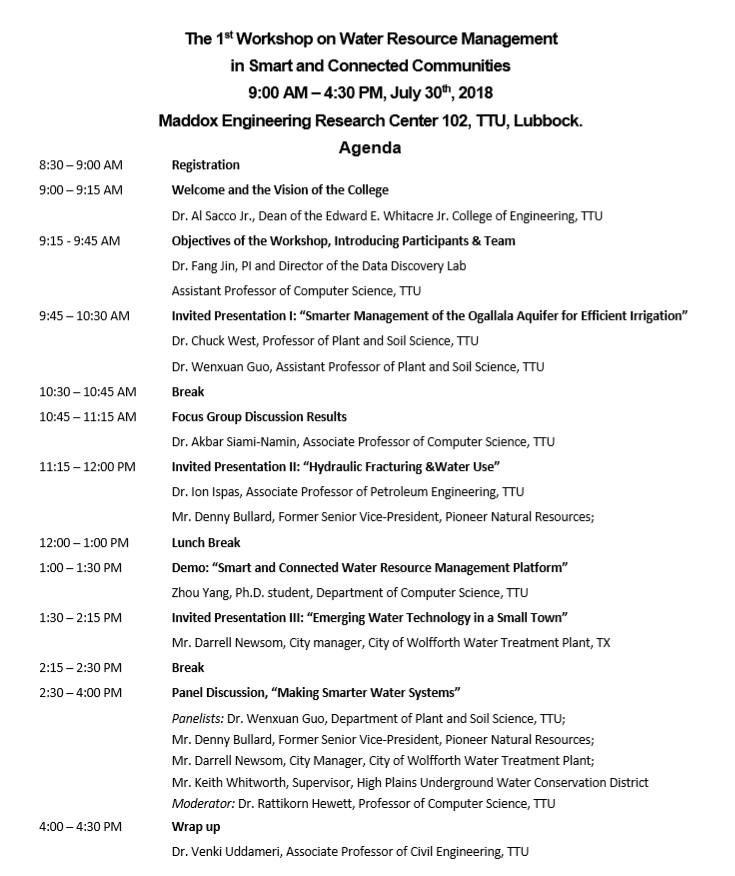 The 1st Workshop on Water Resource Management
in Smart and Connected Communities
9:00 AM – 4:30 PM, July 30th, 2018
Maddox Engineering Research Center 102, TTU, Lubbock.
Agenda
8:30 – 9:00 AM Registration
9:00 – 9:15 AM Welcome and the Vision of the College
Dr. Al Sacco Jr., Dean of the Edward E. Whitacre Jr. College of Engineering, TTU
9:15 - 9:45 AM Objectives of the Workshop, Introducing Participants & Team
Dr. Fang Jin, PI and Director of the Data Discovery Lab
Assistant Professor of Computer Science, TTU
9:45 – 10:30 AM Invited Presentation I: “Smarter Management of the Ogallala Aquifer for Efficient Irrigation”
Dr. Chuck West, Professor of Plant and Soil Science, TTU
Dr. Wenxuan Guo, Assistant Professor of Plant and Soil Science, TTU
10:30 – 10:45 AM Break
10:45 – 11:15 AM Focus Group Discussion Results
Dr. Akbar Siami-Namin, Associate Professor of Computer Science, TTU
11:15 – 12:00 PM Invited Presentation II: “Hydraulic Fracturing &Water Use”
Dr. Ion Ispas, Associate Professor of Petroleum Engineering, TTU
Mr. Denny Bullard, Former Senior Vice-President, Pioneer Natural Resources;
12:00 – 1:00 PM Lunch Break
1:00 – 1:30 PM Demo: “Smart and Connected Water Resource Management Platform”
Zhou Yang, Ph.D. student, Department of Computer Science, TTU
1:30 – 2:15 PM Invited Presentation III: “Emerging Water Technology in a Small Town”
Mr. Darrell Newsom, City manager, City of Wolfforth Water Treatment Plant, TX
2:15 – 2:30 PM Break
2:30 – 4:00 PM Panel Discussion, “Making Smarter Water Systems”
Panelists: Dr. Wenxuan Guo, Department of Plant and Soil Science, TTU;
Mr. Denny Bullard, Former Senior Vice-President, Pioneer Natural Resources;
Mr. Darrell Newsom, City Manager, City of Wolfforth Water Treatment Plant;
Mr. Keith Whitworth, Supervisor, High Plains Underground Water Conservation District
Moderator: Dr. Rattikorn Hewett, Professor of Computer Science, TTU
4:00 – 4:30 PM Wrap up
Dr. Venki Uddameri, Associate Professor of Civil Engineering, TTU